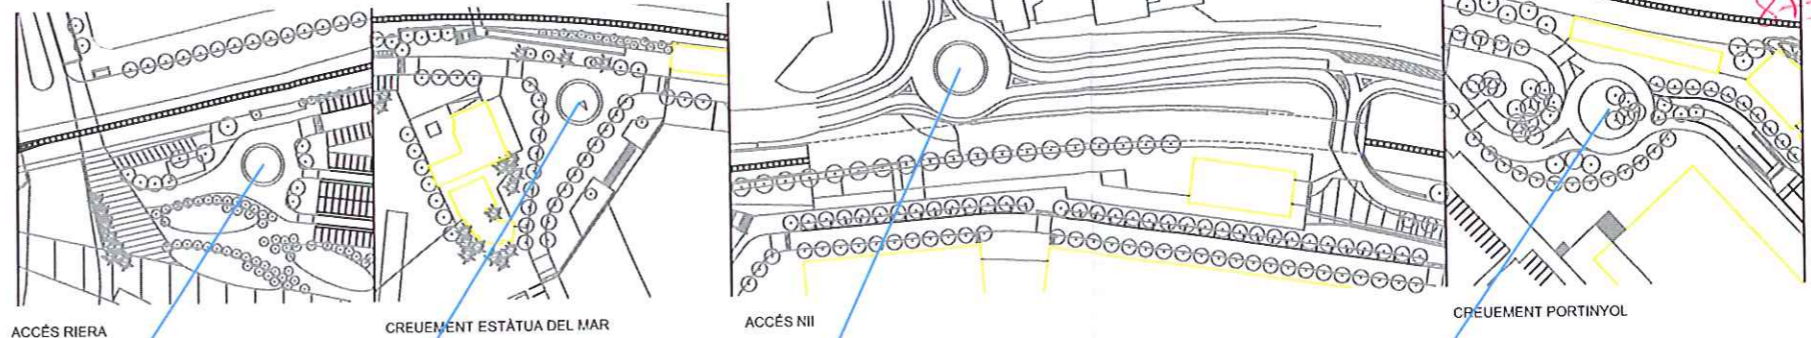 ACCÉS RIERA
CREUEMENT ESTÀTUA DEL MAR
ACCÉS NII
CREUEMENT PORTINYOL